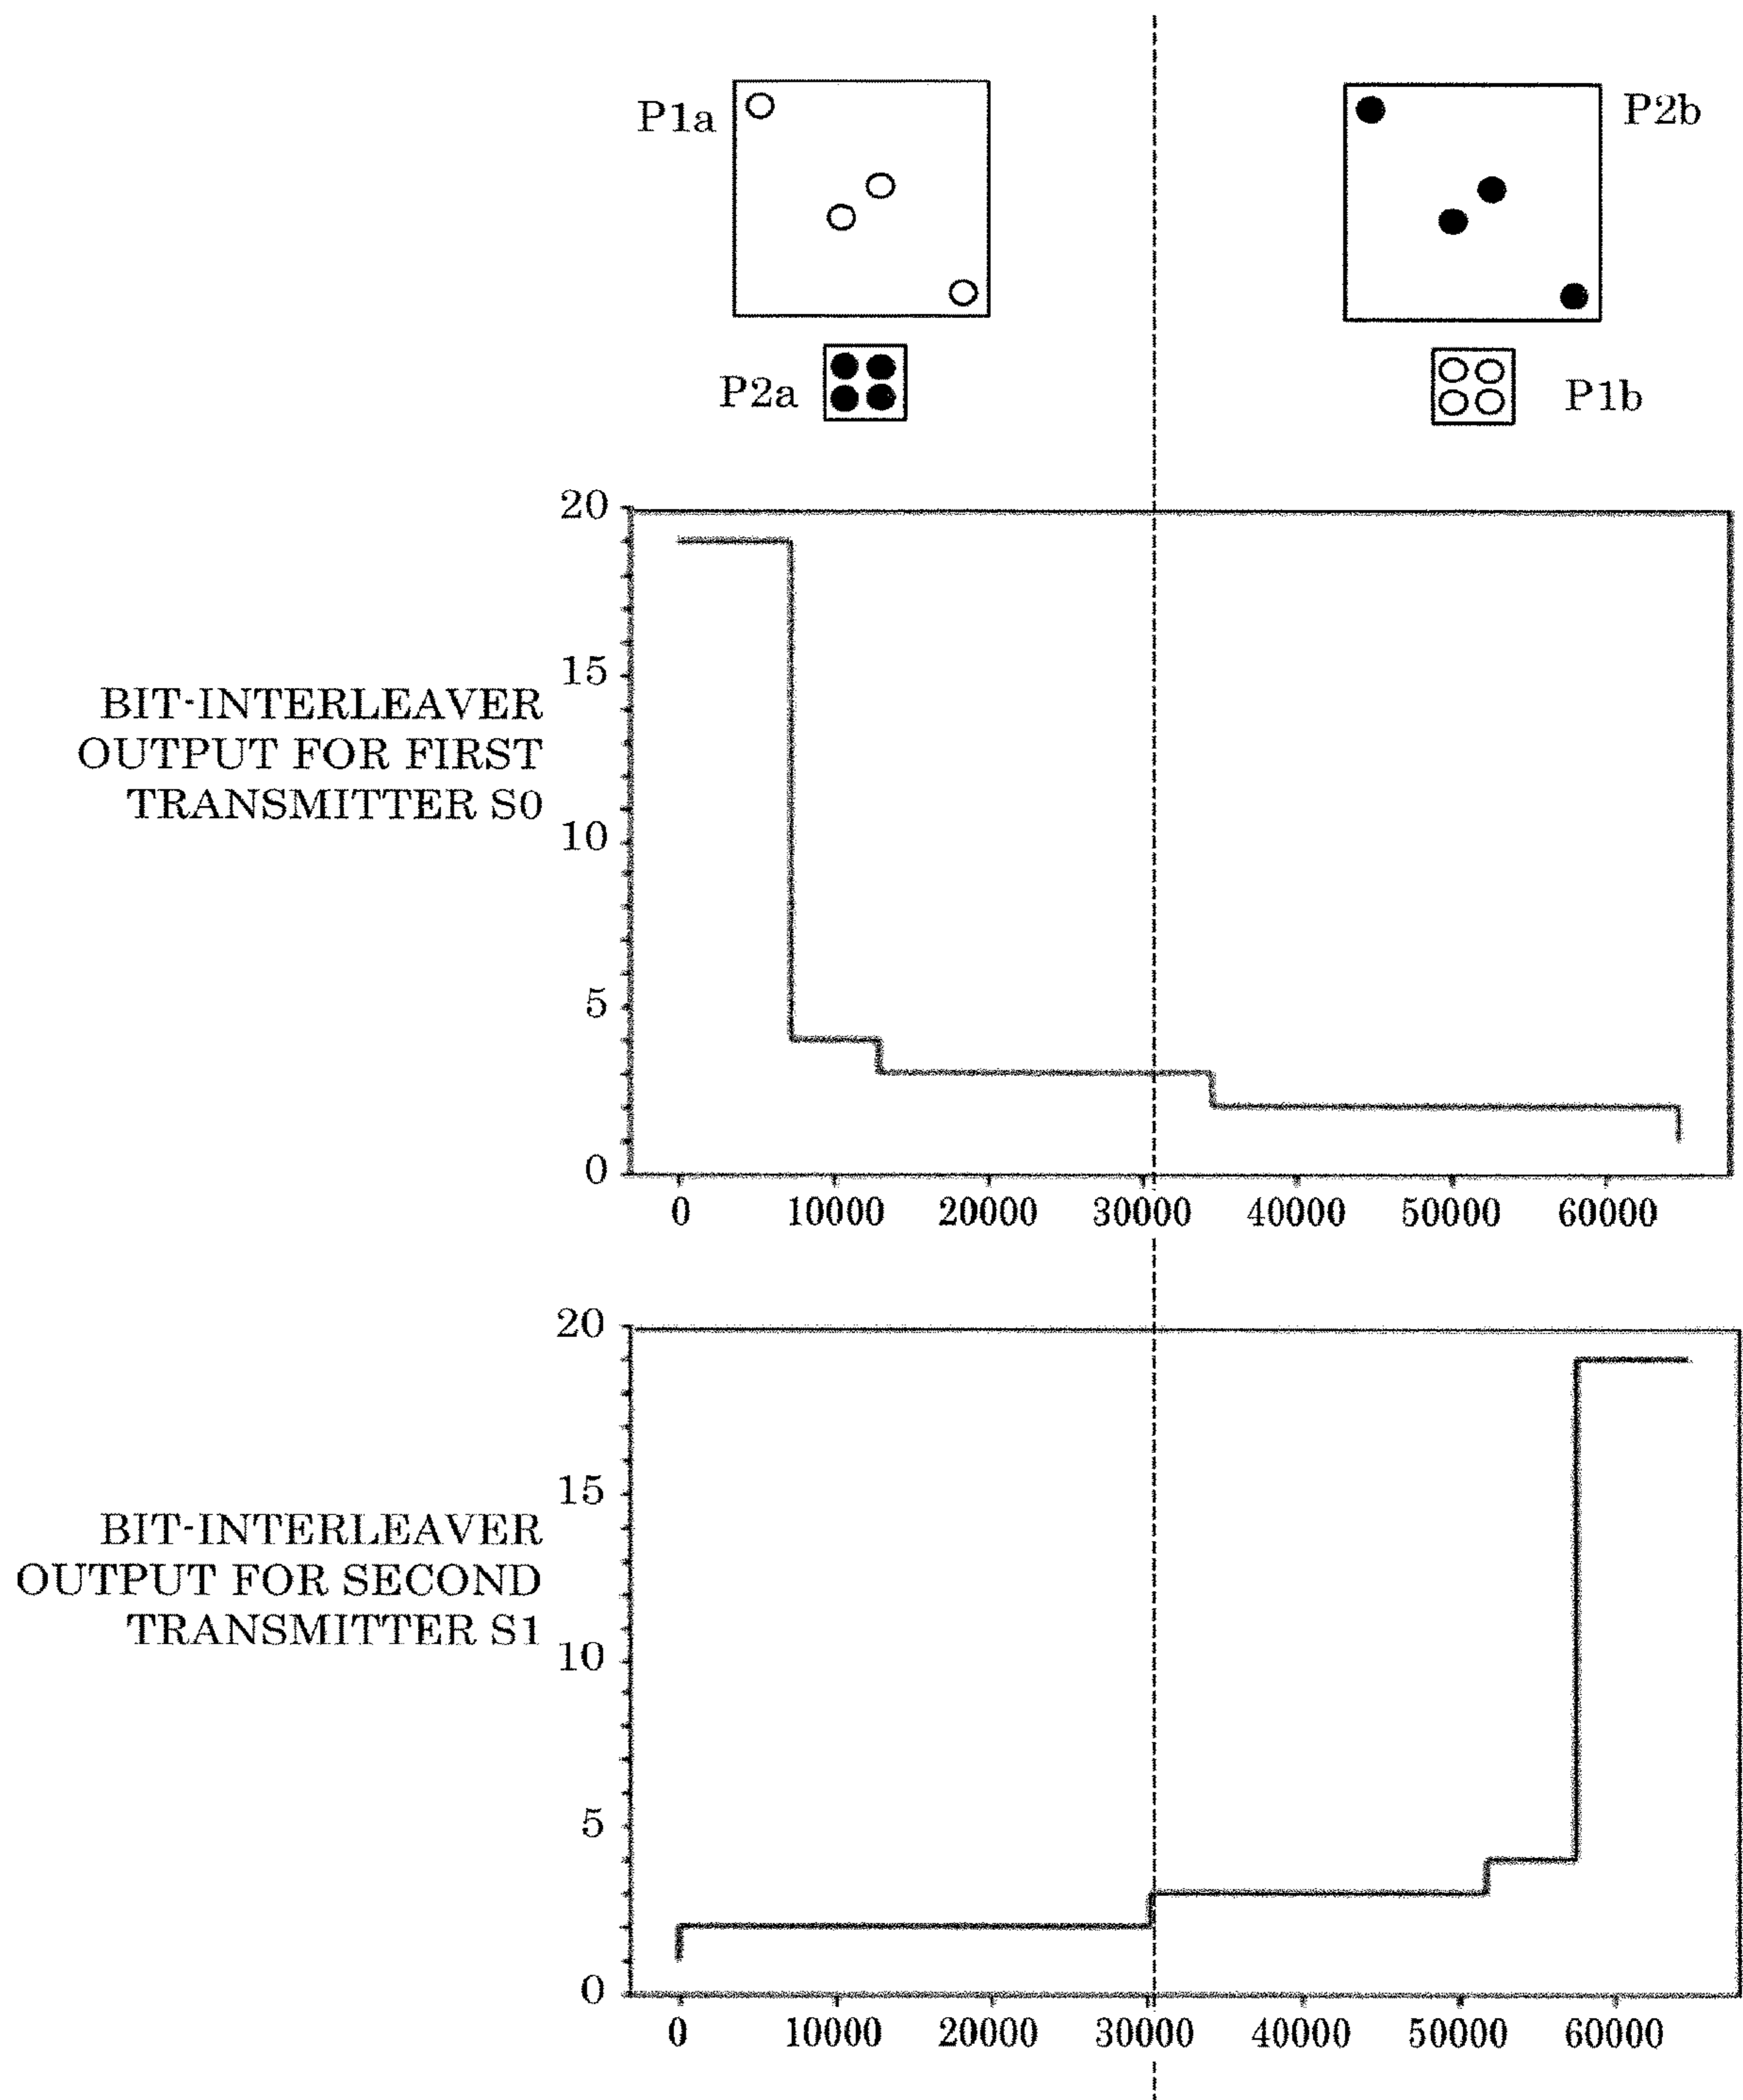 P1a
P2b
P2a
P1b
20
15
BIT-INTERLEAVER
OUTPUT FOR FIRST
TRANSMITTER S0
10
5
0
0 10000 20000 30000 40000 50000 60000
20
15
BIT-INTERLEAVER
OUTPUT FOR SECOND
TRANSMITTER S1
10
5
0
0 10000 20000 30000 40000 50000 60000